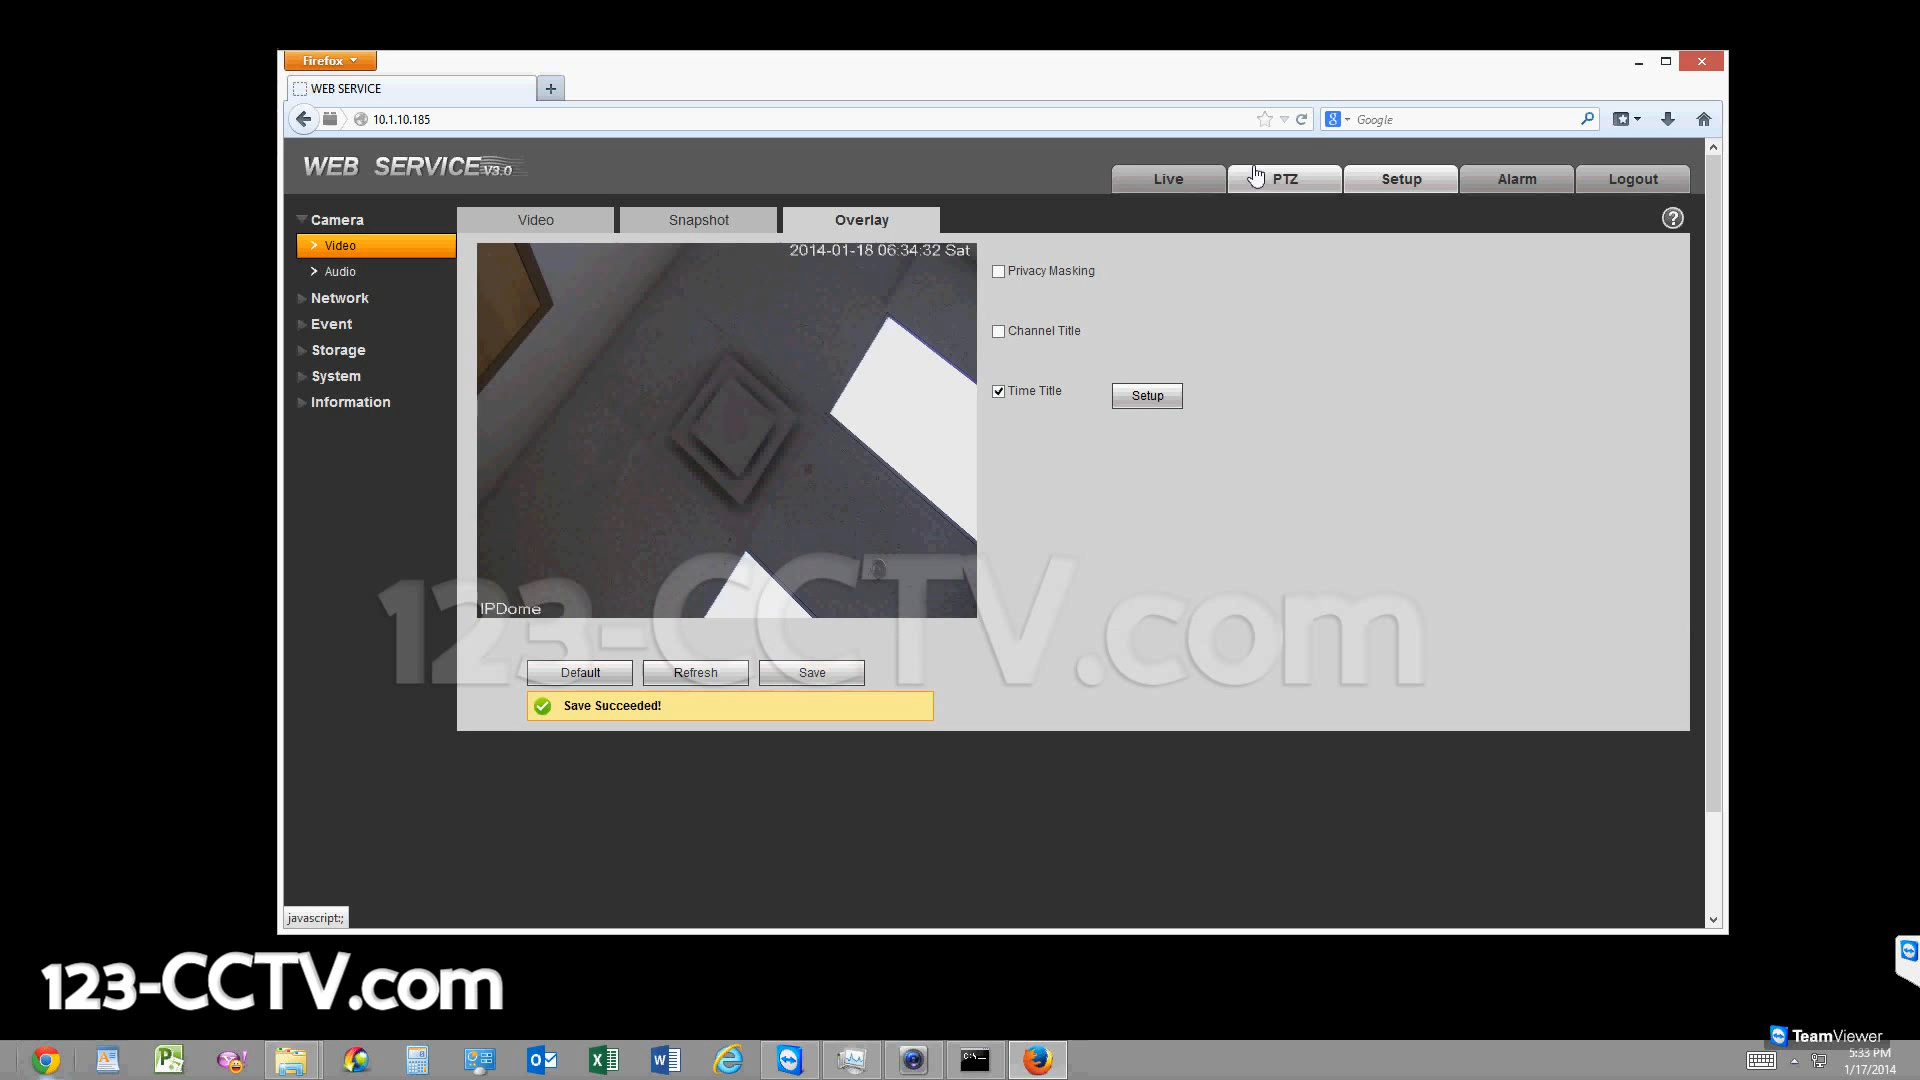 Firefox
WEB SERVICE
10.1.10.185
Google
WEB SERVICE V3.0
Live
PTZ
Setup
Alarm
Logout
Camera
Video
Audio
Network
Event
Storage
System
Information
Video
Snapshot
Overlay
2014-01-18 06:34:32 Sat
IPDome
Privacy Masking
Channel Title
Time Title
Setup
123-CCTV.com
Default
Refresh
Save
Save Succeeded!
javascript:;
123-CCTV.com
TeamViewer
5:33 PM
1/17/2014